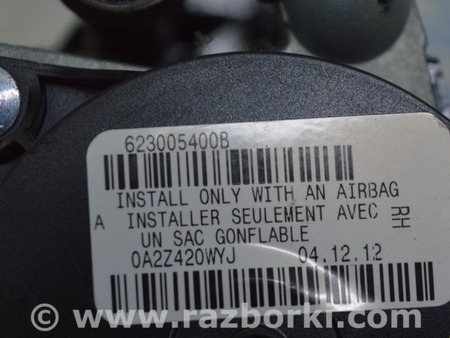 623005400B
INSTALL ONLY WITH AN AIRBAG
A INSTALLER SEULEMENT AVEC RH
UN SAC GONFLABLE
0A2Z420WYJ 04.12.12
© www.razborki.com